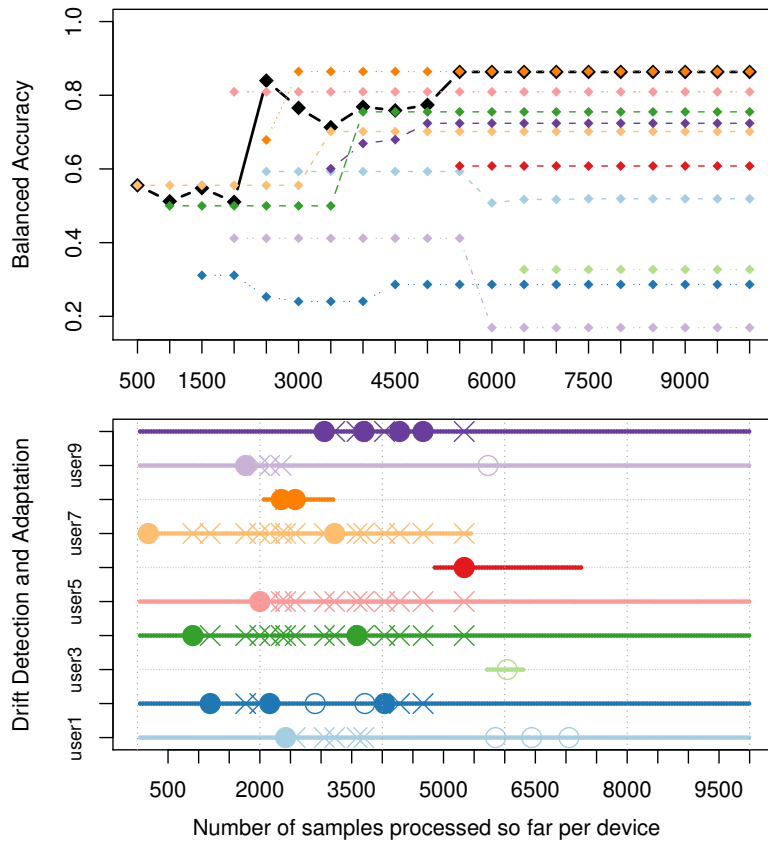 Balanced Accuracy
1.0
0.8
0.6
0.4
0.2
500 1500 3000 4500 6000 7500 9000
Drift Detection and Adaptation
user9
user7
user5
user3
user1
500 2000 3500 5000 6500 8000 9500
Number of samples processed so far per device